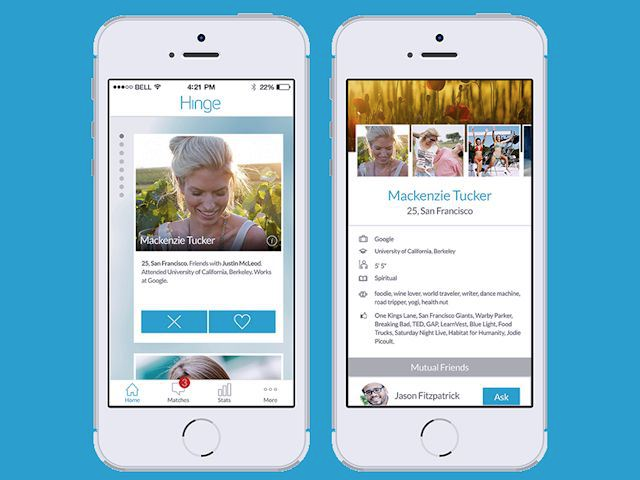 BELL
4:21 PM
22%
Hinge
Mackenzie Tucker
i
25, San Francisco. Friends with Justin McLeod.
Attended University of California, Berkeley. Works
at Google.
Home
3
Matches
Stats
More
Mackenzie Tucker
25, San Francisco
Google
University of California, Berkeley
5' 5"
Spiritual
foodie, wine lover, world traveler, writer, dance machine,
road tripper, yogi, health nut
One Kings Lane, San Francisco Giants, Warby Parker,
Breaking Bad, TED, GAP, LearnVest, Blue Light, Food
Trucks, Saturday Night Live, Habitat for Humanity, Jodie
Picoult,
Mutual Friends
Jason Fitzpatrick
Ask